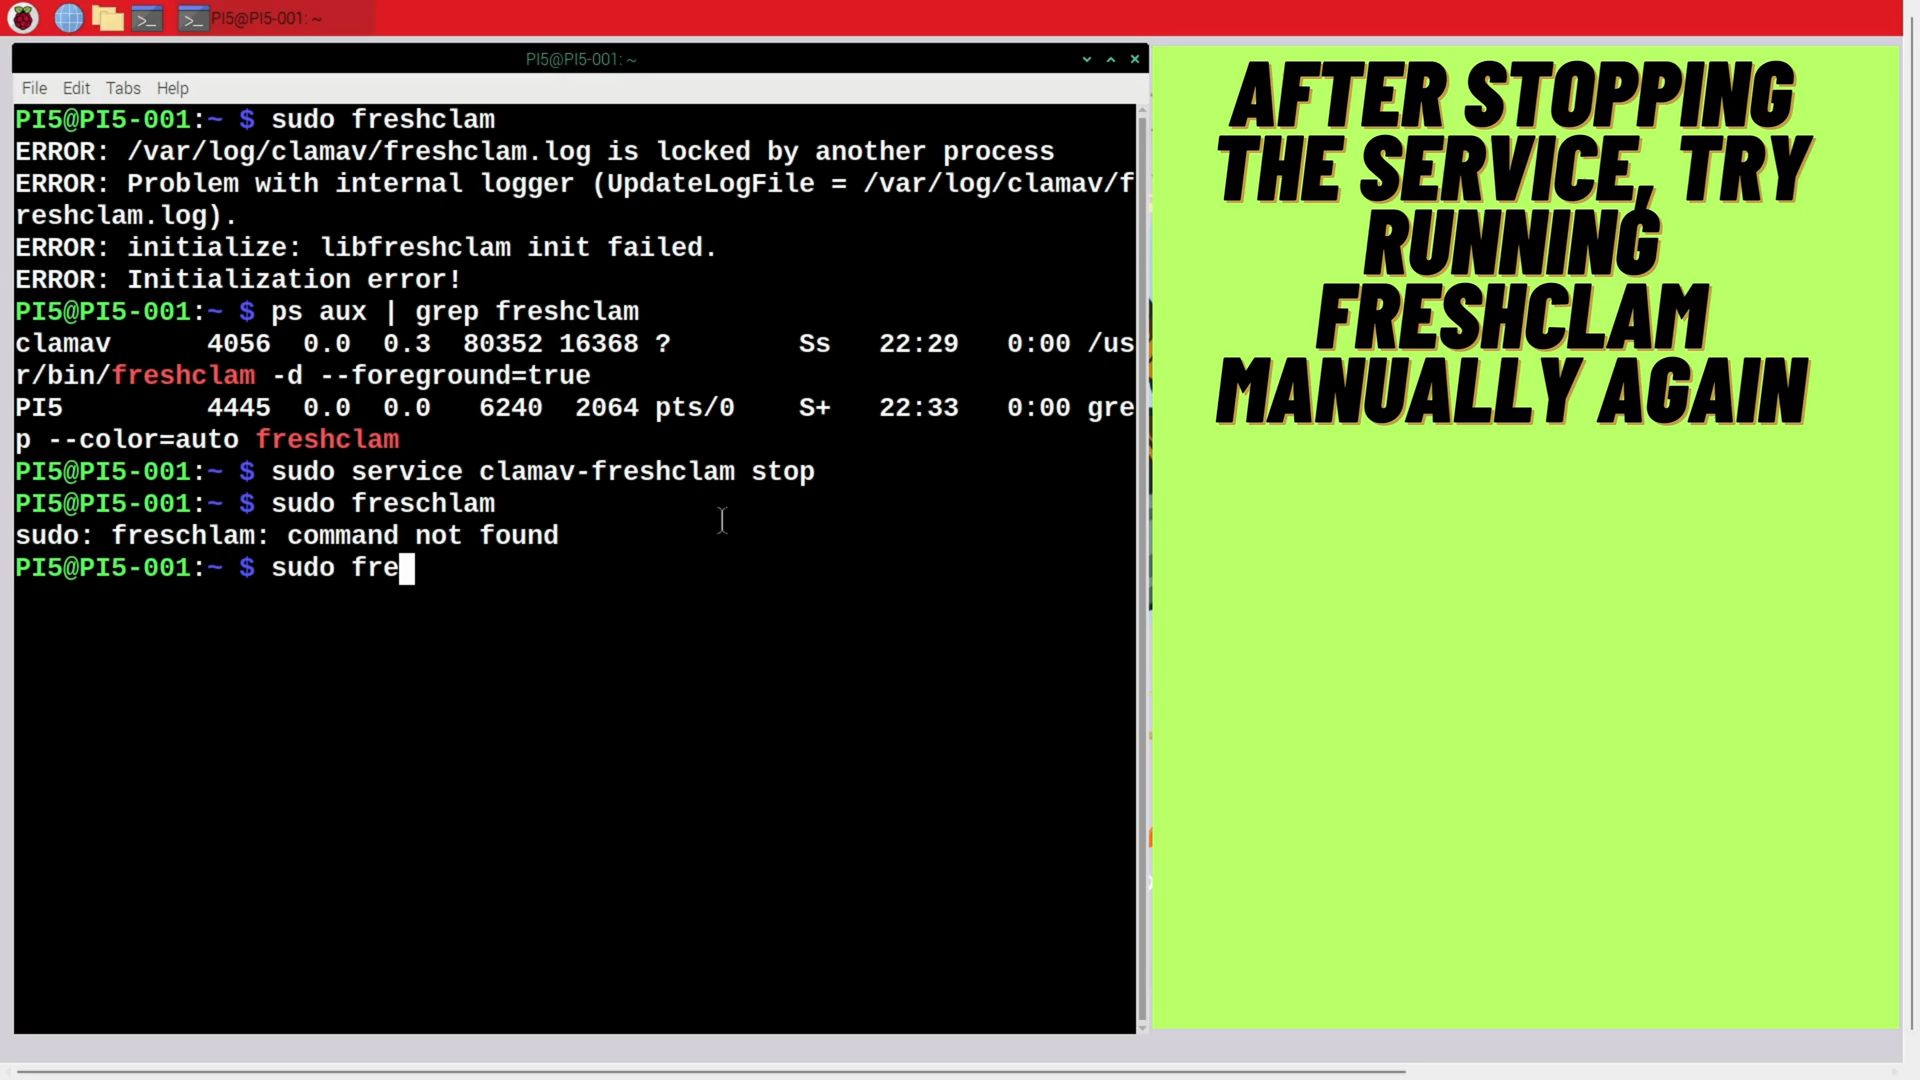 PI5@PI5-001: ~
PI5@PI5-001: ~
File Edit Tabs Help
PI5@PI5-001:~ $ sudo freshclam
ERROR: /var/log/clamav/freshclam.log is locked by another process
ERROR: Problem with internal logger (UpdateLogFile = /var/log/clamav/f
reshclam.log).
ERROR: initialize: libfreshclam init failed.
ERROR: Initialization error!
PI5@PI5-001:~ $ ps aux | grep freshclam
clamav 4056 0.0 0.3 80352 16368 ? Ss 22:29 0:00 /us
r/bin/freshclam -d --foreground=true
PI5 4445 0.0 0.0 6240 2064 pts/0 S+ 22:33 0:00 gre
p --color=auto freshclam
PI5@PI5-001:~ $ sudo service clamav-freshclam stop
PI5@PI5-001:~ $ sudo freschlam
sudo: freschlam: command not found
PI5@PI5-001:~ $ sudo fre
AFTER STOPPING
THE SERVICE, TRY
RUNNING
FRESHCLAM
MANUALLY AGAIN